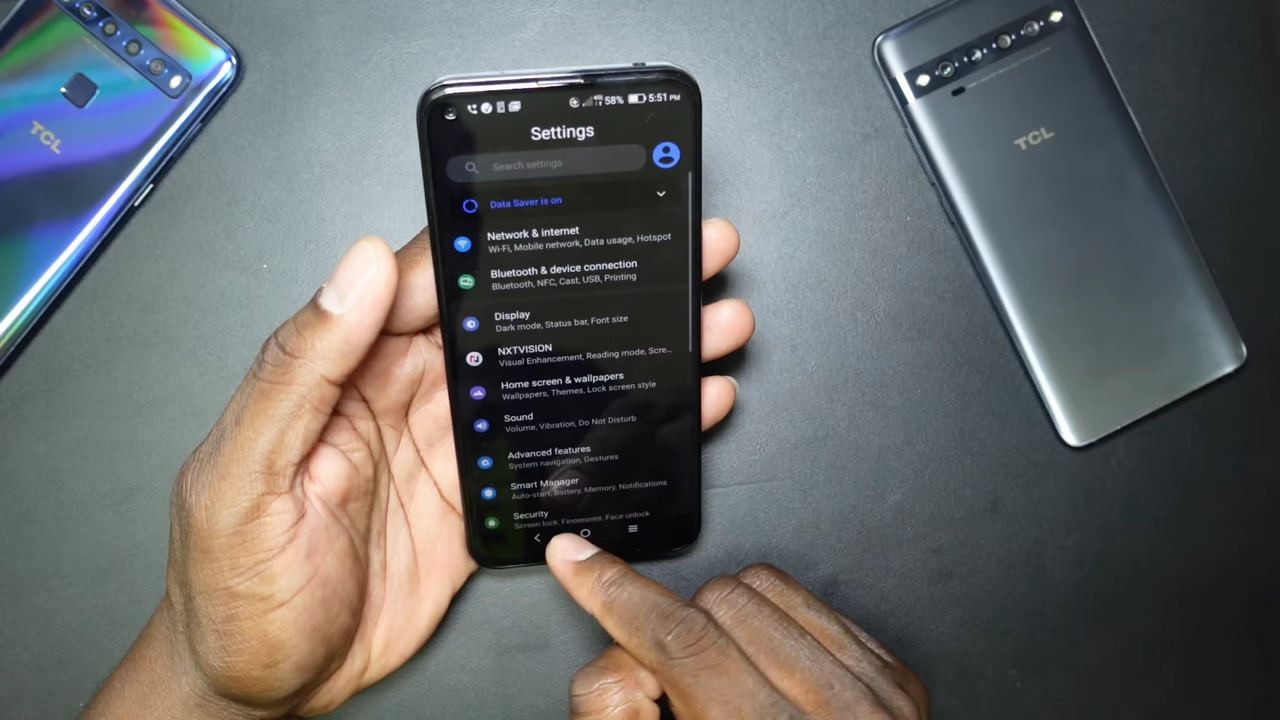 TCL
TCL
58% 5:51 PM
Settings
Search settings
Data Saver is on
Network & internet
Wi-Fi, Mobile network, Data usage, Hotspot
Bluetooth & device connection
Bluetooth, NFC, Cast, USB, Printing
Display
Dark mode, Status bar, Font size
NXTVISION
Visual Enhancement, Reading mode, Scre...
Home screen & wallpapers
Wallpapers, Themes, Lock screen style
Sound
Volume, Vibration, Do Not Disturb
Advanced features
System navigation, Gestures
Smart Manager
Auto-start, Battery, Memory, Notifications
Security
Screen lock, Fingerprint, Face unlock